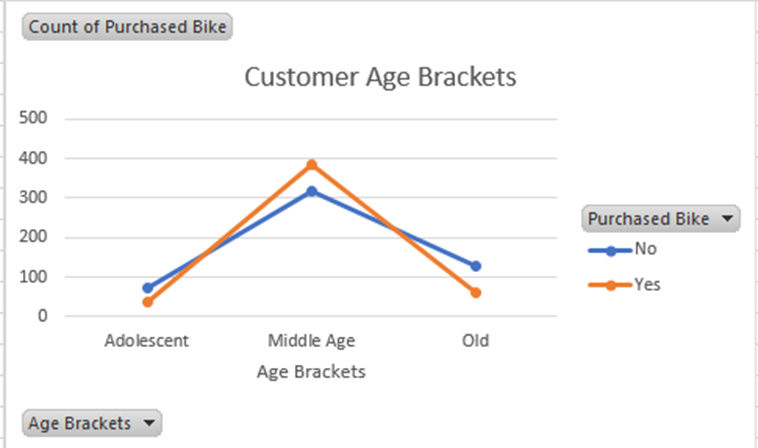 Count of Purchased Bike
Customer Age Brackets
500
400
300
200
100
0
Adolescent Middle Age Old
Age Brackets
Purchased Bike
No
Yes
Age Brackets